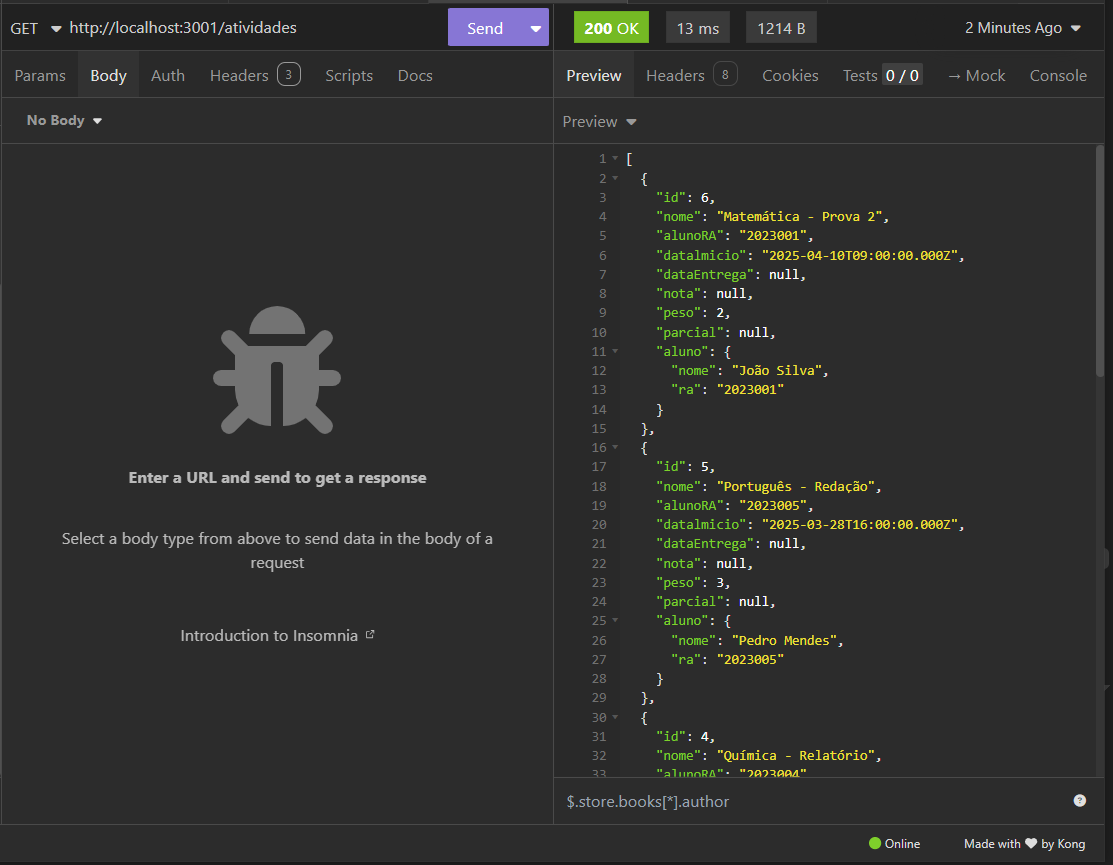 GET http://localhost:3001/atividades Send
200 OK 13 ms 1214 B 2 Minutes Ago
Params Body Auth Headers 3 Scripts Docs
Preview Headers 8 Cookies Tests 0 / 0 → Mock Console
No Body
Preview
Enter a URL and send to get a response
Select a body type from above to send data in the body of a
request
Introduction to Insomnia
1 [
2 {
3 "id": 6,
4 "nome": "Matemática - Prova 2",
5 "alunoRA": "2023001",
6 "datalmicio": "2025-04-10T09:00:00.000Z",
7 "dataEntrega": null,
8 "nota": null,
9 "peso": 2,
10 "parcial": null,
11 "aluno": {
12 "nome": "João Silva",
13 "ra": "2023001"
14 }
15 },
16 {
17 "id": 5,
18 "nome": "Português - Redação",
19 "alunoRA": "2023005",
20 "datalmicio": "2025-03-28T16:00:00.000Z",
21 "dataEntrega": null,
22 "nota": null,
23 "peso": 3,
24 "parcial": null,
25 "aluno": {
26 "nome": "Pedro Mendes",
27 "ra": "2023005"
28 }
29 },
30 {
31 "id": 4,
32 "nome": "Química - Relatório",
33 "alunoRA": "2023004"
$.store.books[*].author
Online Made with ❤ by Kong